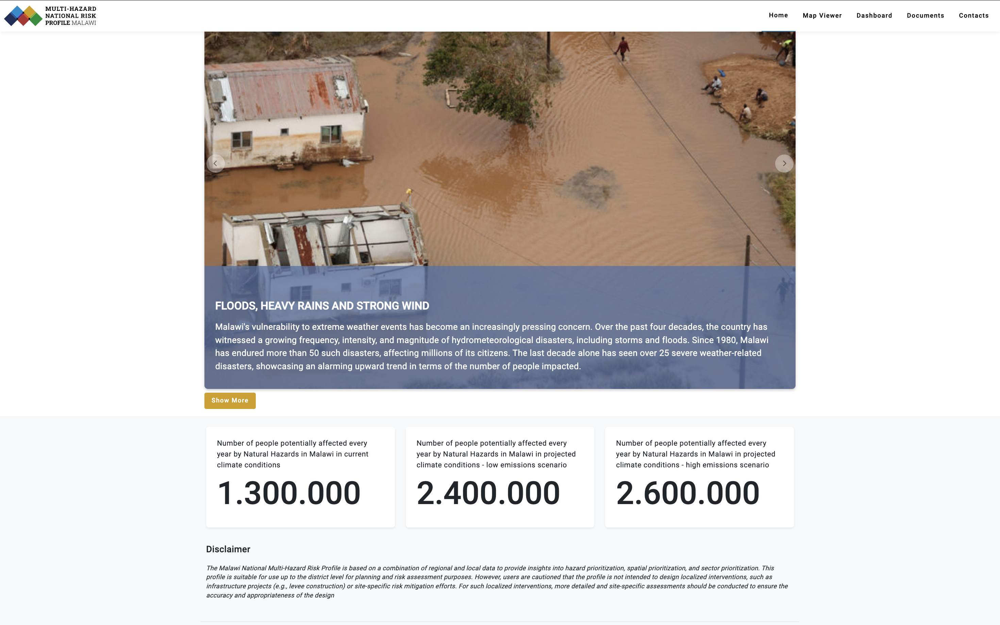 MULTI-HAZARD
NATIONAL RISK
PROFILE MALAWI
Home
Map Viewer
Dashboard
Documents
Contacts
FLOODS, HEAVY RAINS AND STRONG WIND
Malawi's vulnerability to extreme weather events has become an increasingly pressing concern. Over the past four decades, the country has
witnessed a growing frequency, intensity, and magnitude of hydrometeorological disasters, including storms and floods. Since 1980, Malawi
has endured more than 50 such disasters, affecting millions of its citizens. The last decade alone has seen over 25 severe weather-related
disasters, showcasing an alarming upward trend in terms of the number of people impacted.
Show More
Number of people potentially affected every
year by Natural Hazards in Malawi in current
climate conditions
1.300.000
Number of people potentially affected every
year by Natural Hazards in Malawi in projected
climate conditions - low emissions scenario
2.400.000
Number of people potentially affected every
year by Natural Hazards in Malawi in projected
climate conditions - high emissions scenario
2.600.000
Disclaimer
The Malawi National Multi-Hazard Risk Profile is based on a combination of regional and local data to provide insights into hazard prioritization, spatial prioritization, and sector prioritization. This
profile is suitable for use up to the district level for planning and risk assessment purposes. However, users are cautioned that the profile is not intended to design localized interventions, such as
infrastructure projects (e.g., levee construction) or site-specific risk mitigation efforts. For such localized interventions, more detailed and site-specific assessments should be conducted to ensure the
accuracy and appropriateness of the design